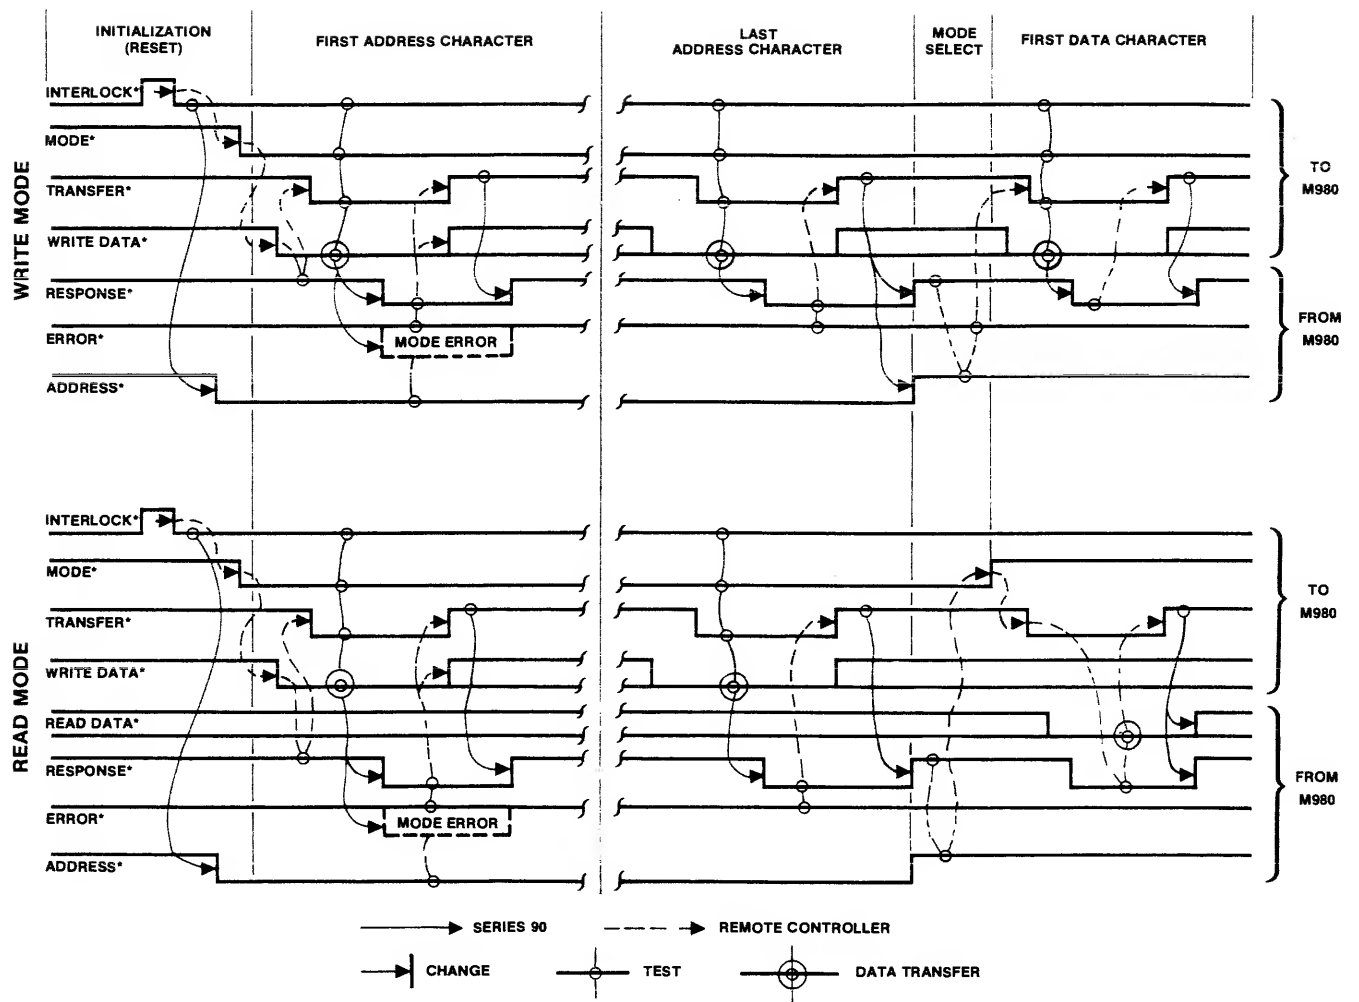 INITIALIZATION
(RESET)
FIRST ADDRESS CHARACTER
LAST
ADDRESS CHARACTER
MODE
SELECT
FIRST DATA CHARACTER
WRITE MODE
INTERLOCK*
MODE*
TRANSFER*
WRITE DATA*
RESPONSE*
ERROR*
MODE ERROR
ADDRESS*
TO
M980
FROM
M980
READ MODE
INTERLOCK*
MODE*
TRANSFER*
WRITE DATA*
READ DATA*
RESPONSE*
ERROR*
MODE ERROR
ADDRESS*
TO
M980
FROM
M980
SERIES 90
REMOTE CONTROLLER
CHANGE
TEST
DATA TRANSFER